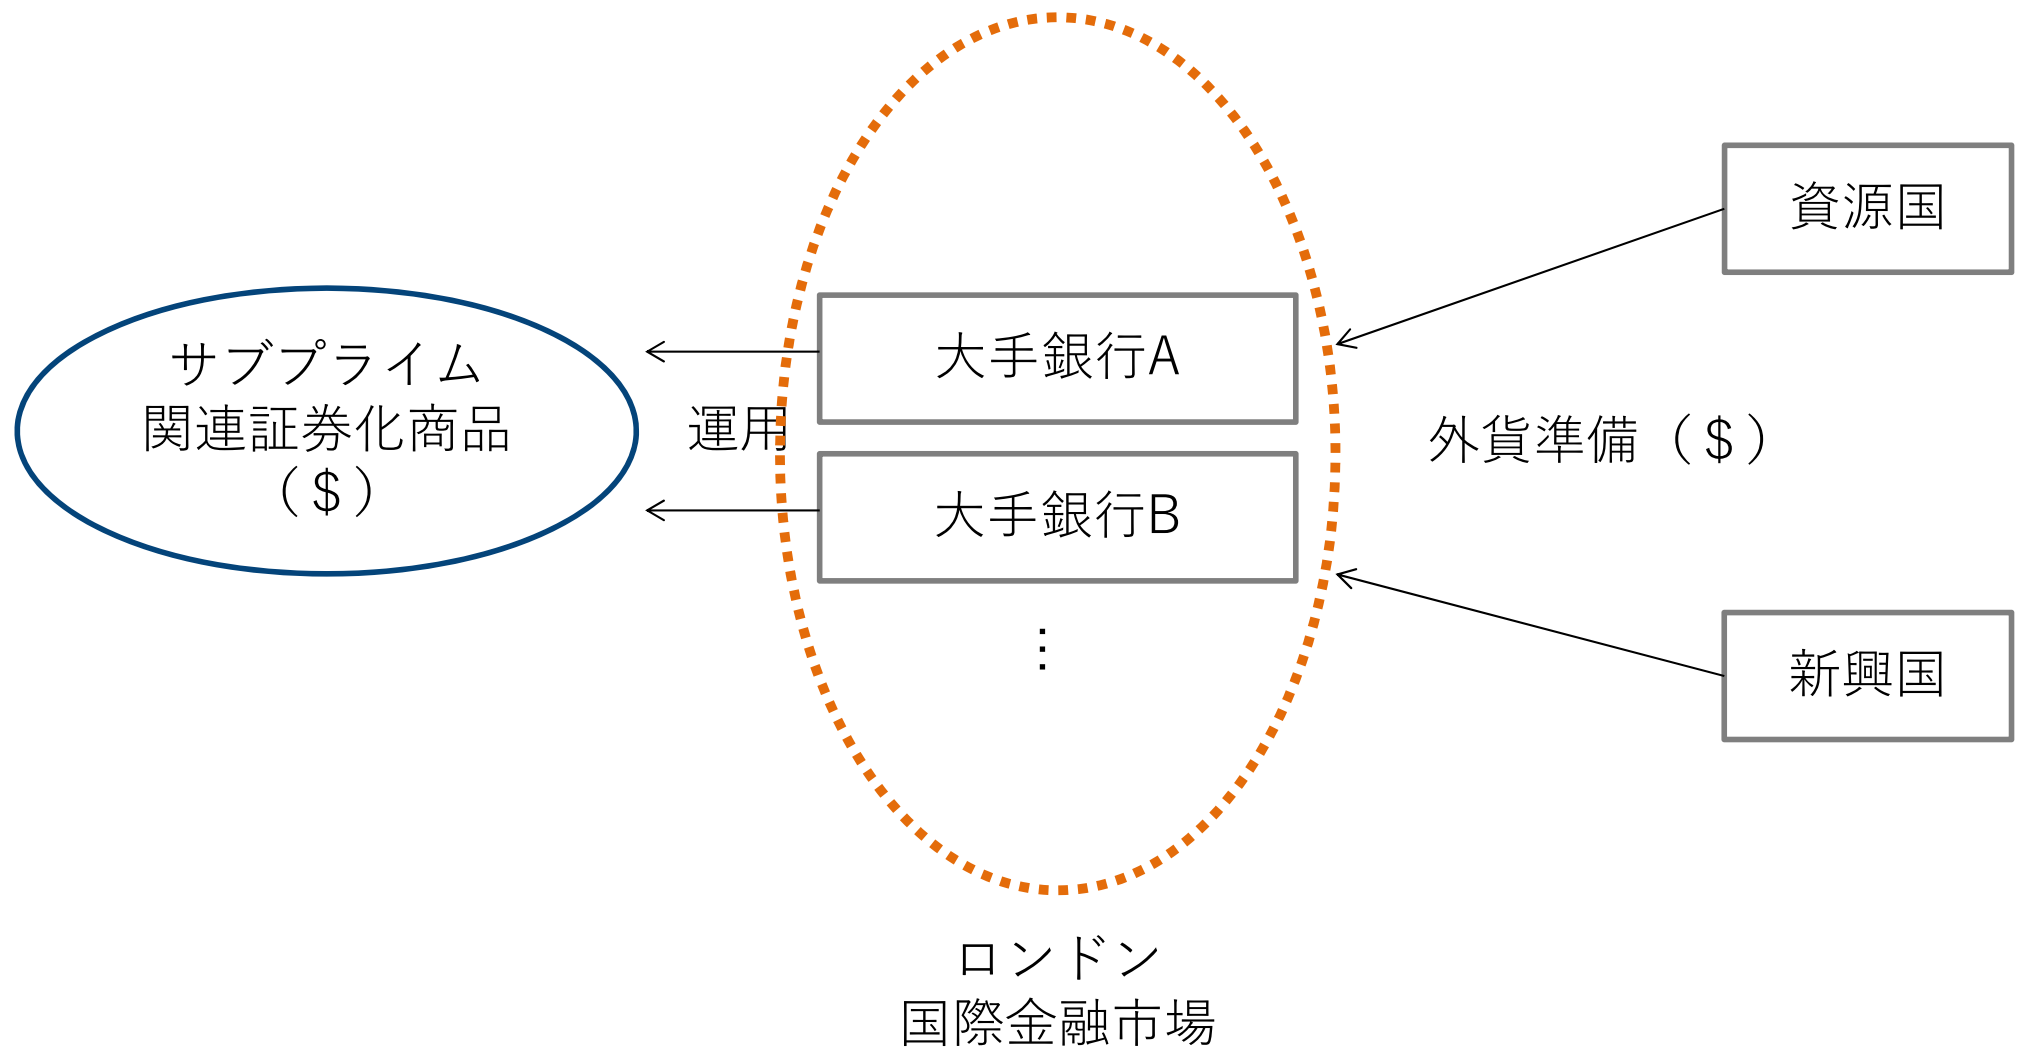 サブプライム
関連証券化商品
（＄）
運用
大手銀行A
大手銀行B
…
外貨準備（＄）
資源国
新興国
ロンドン
国際金融市場